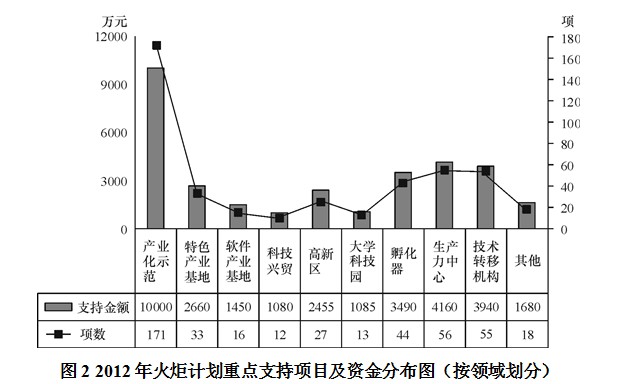 万元 项
12000 180
160
9000 140
120
6000 100
80
3000 60
40
20
0 0
产业化示范 特色产业基地 软件产业基地 科技兴贸 高新区 大学科技园 孵化器 生产力中心 技术转移机构 其他
支持金额 10000 2660 1450 1080 2455 1085 3490 4160 3940 1680
项数 171 33 16 12 27 13 44 56 55 18
图2 2012年火炬计划重点支持项目及资金分布图（按领域划分）